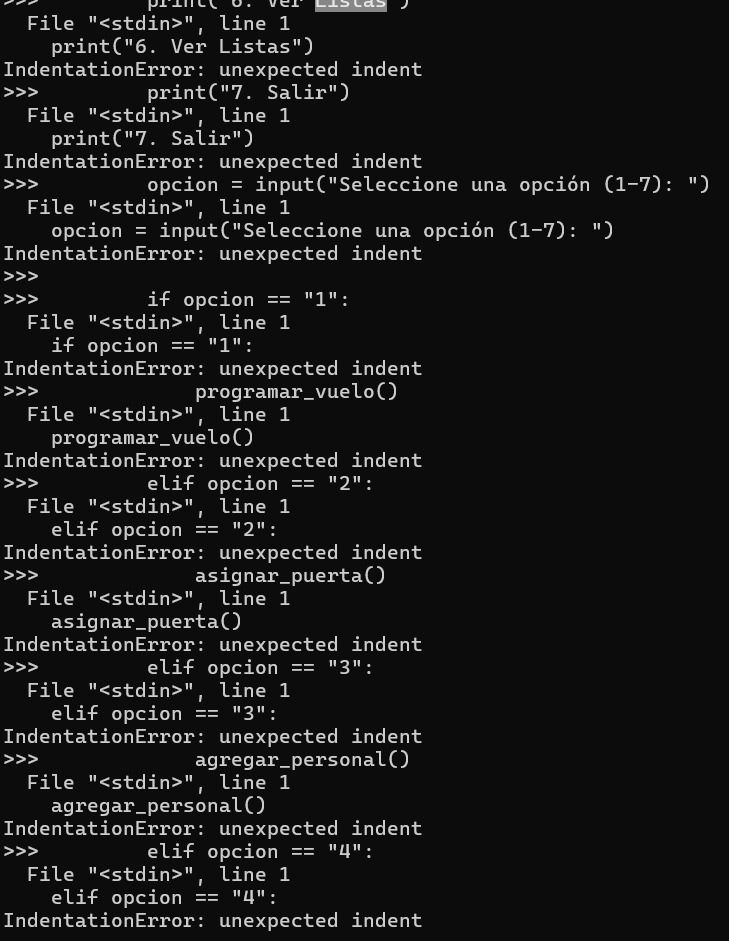 >>>         print("6. Ver Listas")
  File "<stdin>", line 1
    print("6. Ver Listas")
IndentationError: unexpected indent
>>>         print("7. Salir")
  File "<stdin>", line 1
    print("7. Salir")
IndentationError: unexpected indent
>>>         opcion = input("Seleccione una opción (1-7): ")
  File "<stdin>", line 1
    opcion = input("Seleccione una opción (1-7): ")
IndentationError: unexpected indent
>>>
>>>         if opcion == "1":
  File "<stdin>", line 1
    if opcion == "1":
IndentationError: unexpected indent
>>>             programar_vuelo()
  File "<stdin>", line 1
    programar_vuelo()
IndentationError: unexpected indent
>>>         elif opcion == "2":
  File "<stdin>", line 1
    elif opcion == "2":
IndentationError: unexpected indent
>>>             asignar_puerta()
  File "<stdin>", line 1
    asignar_puerta()
IndentationError: unexpected indent
>>>         elif opcion == "3":
  File "<stdin>", line 1
    elif opcion == "3":
IndentationError: unexpected indent
>>>             agregar_personal()
  File "<stdin>", line 1
    agregar_personal()
IndentationError: unexpected indent
>>>         elif opcion == "4":
  File "<stdin>", line 1
    elif opcion == "4":
IndentationError: unexpected indent